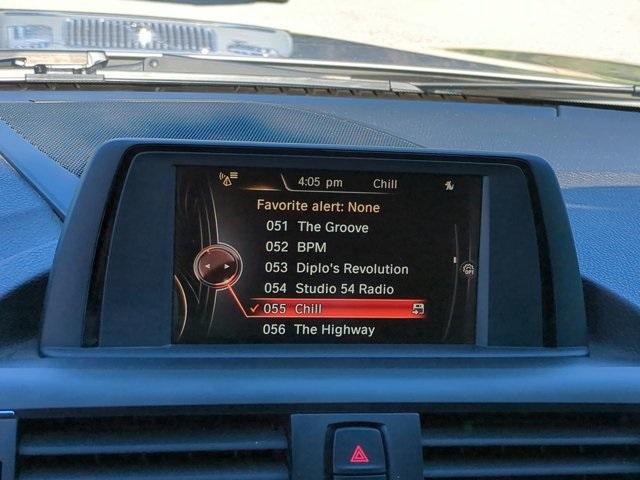 4:05 pm Chill
Favorite alert: None
051 The Groove
052 BPM
053 Diplo's Revolution
054 Studio 54 Radio
055 Chill
056 The Highway